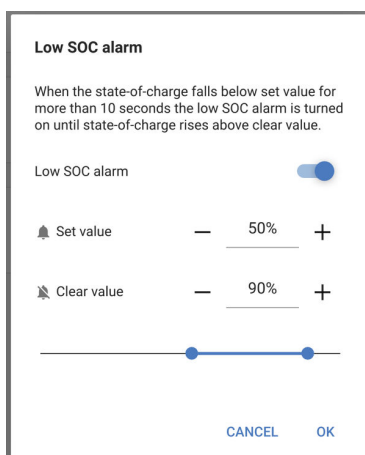 Low SOC alarm
When the state-of-charge falls below set value for
more than 10 seconds the low SOC alarm is turned
on until state-of-charge rises above clear value.
Low SOC alarm
Set value — 50% +
Clear value — 90% +
CANCEL OK